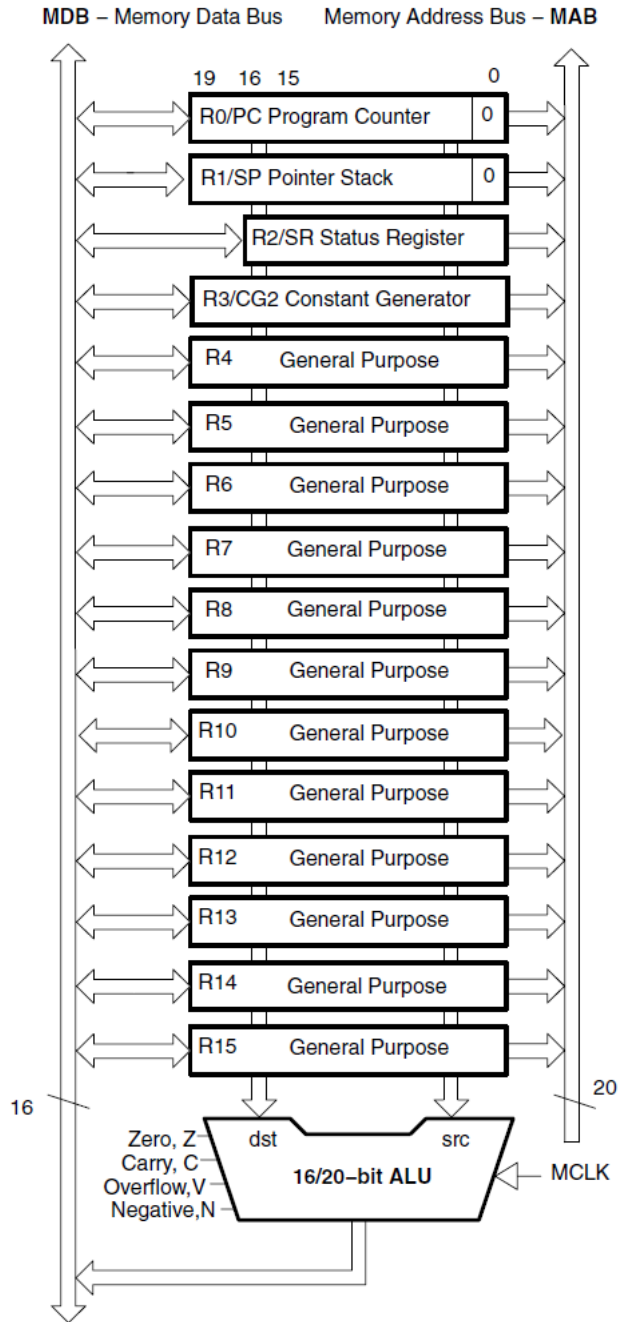 MDB – Memory Data Bus Memory Address Bus – MAB
19 16 15 0
R0/PC Program Counter 0
R1/SP Pointer Stack 0
R2/SR Status Register
R3/CG2 Constant Generator
R4 General Purpose
R5 General Purpose
R6 General Purpose
R7 General Purpose
R8 General Purpose
R9 General Purpose
R10 General Purpose
R11 General Purpose
R12 General Purpose
R13 General Purpose
R14 General Purpose
R15 General Purpose
16 20
Zero, Z dst src
Carry, C
16/20–bit ALU MCLK
Overflow,V
Negative,N